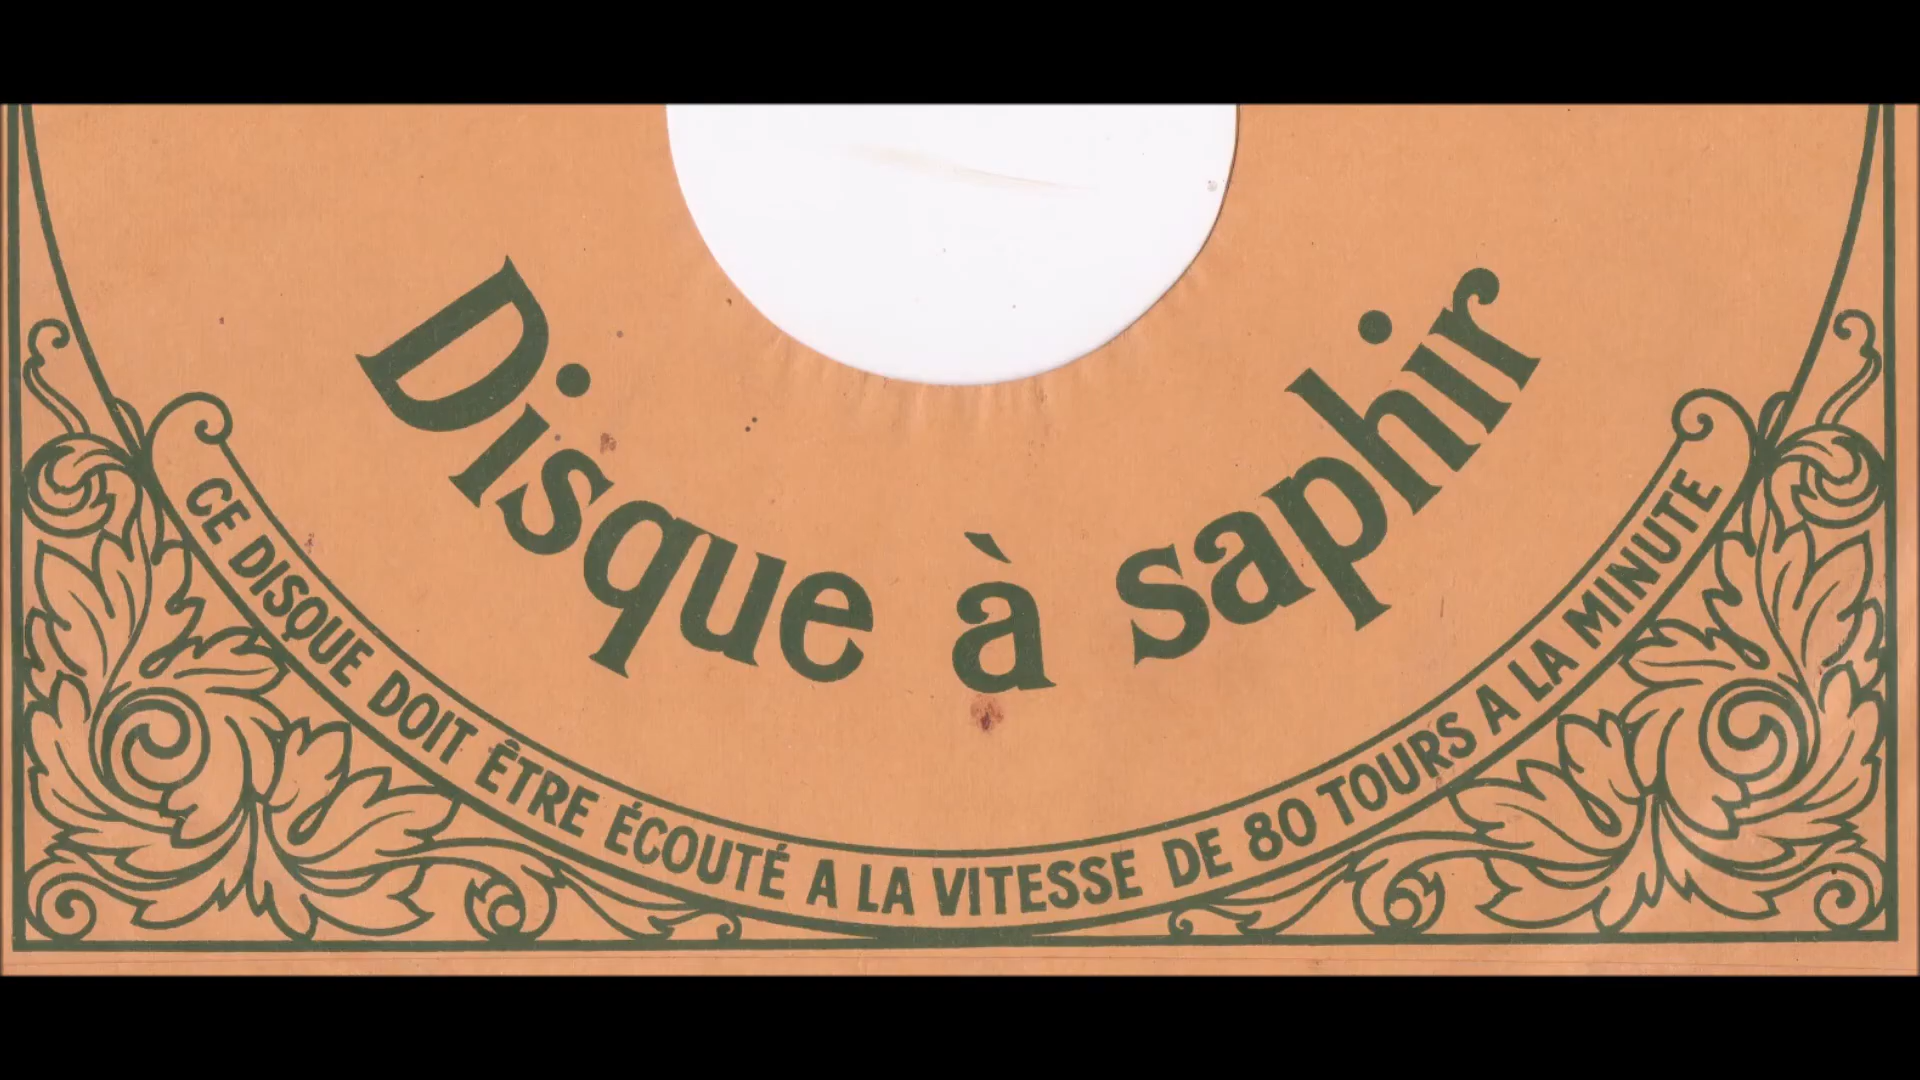 Disque à saphir
CE DISQUE DOIT ÊTRE ÉCOUTÉ A LA VITESSE DE 80 TOURS A LA MINUTE